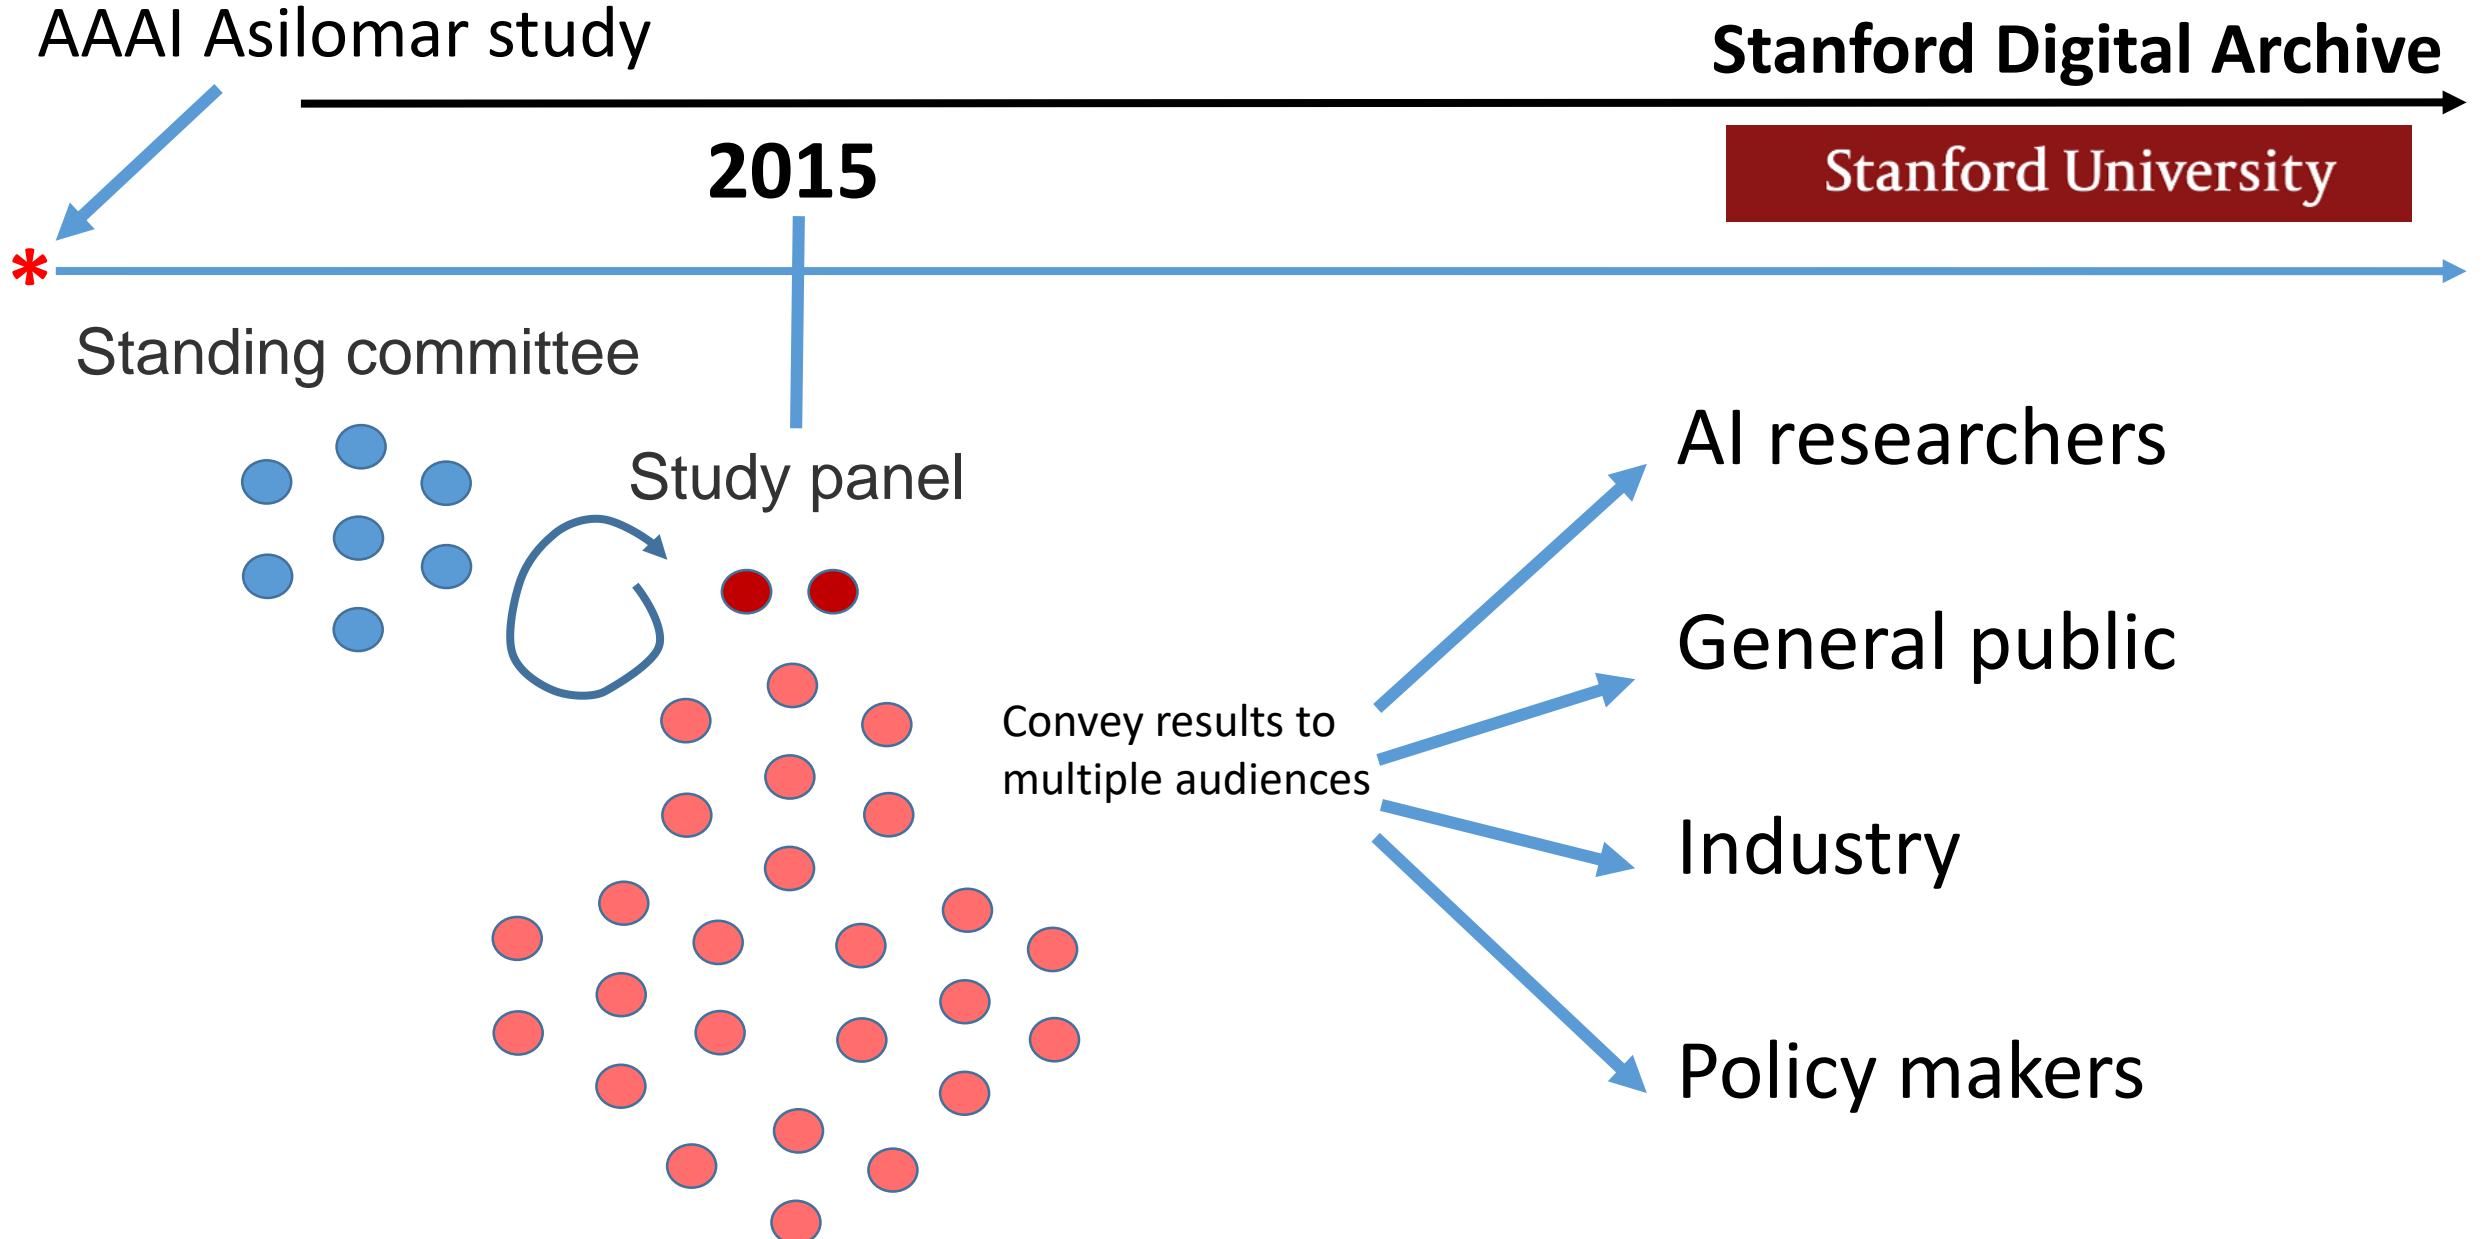 AAAI Asilomar study
Stanford Digital Archive
2015
Stanford University
*
Standing committee
Study panel
AI researchers
General public
Convey results to
multiple audiences
Industry
Policy makers